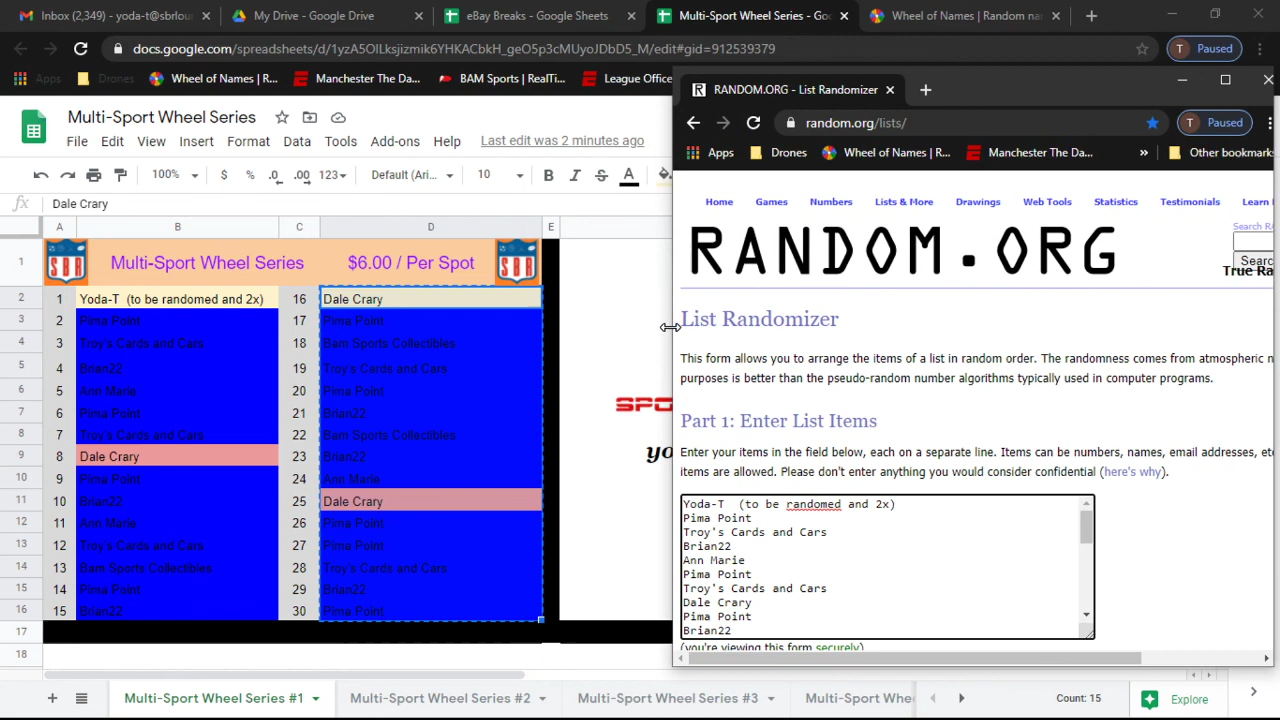 Inbox (2,349) - yoda-t@sbrlour
My Drive - Google Drive
eBay Breaks - Google Sheets
Multi-Sport Wheel Series - Goo
Wheel of Names | Random nam
docs.google.com/spreadsheets/d/1yzA5OlLksjizmik6YHKACbkH_geO5p3cMUyoJDbD5_M/edit#gid=912539379
T Paused
Apps
Drones
Wheel of Names | R...
Manchester The Da...
BAM Sports | RealTi...
League Office
Multi-Sport Wheel Series
File Edit View Insert Format Data Tools Add-ons Help Last edit was 2 minutes ago
100% $ % .0 .00 123 Default (Ari... 10 B I S A
fx Dale Crary
A B C D E
1 SBR Multi-Sport Wheel Series $6.00 / Per Spot SBR
2 1 Yoda-T (to be randomed and 2x) 16 Dale Crary
3 2 Pima Point 17 Pima Point
4 3 Troy's Cards and Cars 18 Bam Sports Collectibles
5 4 Brian22 19 Troy's Cards and Cars
6 5 Ann Marie 20 Pima Point
7 6 Pima Point 21 Brian22
8 7 Troy's Cards and Cars 22 Bam Sports Collectibles
9 8 Dale Crary 23 Brian22
10 9 Pima Point 24 Ann Marie
11 10 Brian22 25 Dale Crary
12 11 Ann Marie 26 Pima Point
13 12 Troy's Cards and Cars 27 Pima Point
14 13 Bam Sports Collectibles 28 Troy's Cards and Cars
15 14 Pima Point 29 Brian22
16 15 Brian22 30 Pima Point
17
18
SPO
yo
Multi-Sport Wheel Series #1
Multi-Sport Wheel Series #2
Multi-Sport Wheel Series #3
Multi-Sport Whe
Count: 15
Explore
RANDOM.ORG - List Randomizer
random.org/lists/
T Paused
Apps
Drones
Wheel of Names | R...
Manchester The Da...
»
Other bookmark
Home Games Numbers Lists & More Drawings Web Tools Statistics Testimonials Learn
RANDOM.ORG
Search R
Searc
True Ra
List Randomizer
This form allows you to arrange the items of a list in random order. The randomness comes from atmospheric n
purposes is better than the pseudo-random number algorithms typically used in computer programs.
Part 1: Enter List Items
Enter your items in the field below, each on a separate line. Items can be numbers, names, email addresses, etc
items are allowed. Please don't enter anything you would consider confidential (here's why).
Yoda-T (to be randomed and 2x)
Pima Point
Troy's Cards and Cars
Brian22
Ann Marie
Pima Point
Troy's Cards and Cars
Dale Crary
Pima Point
Brian22
(you're viewing this form securely)